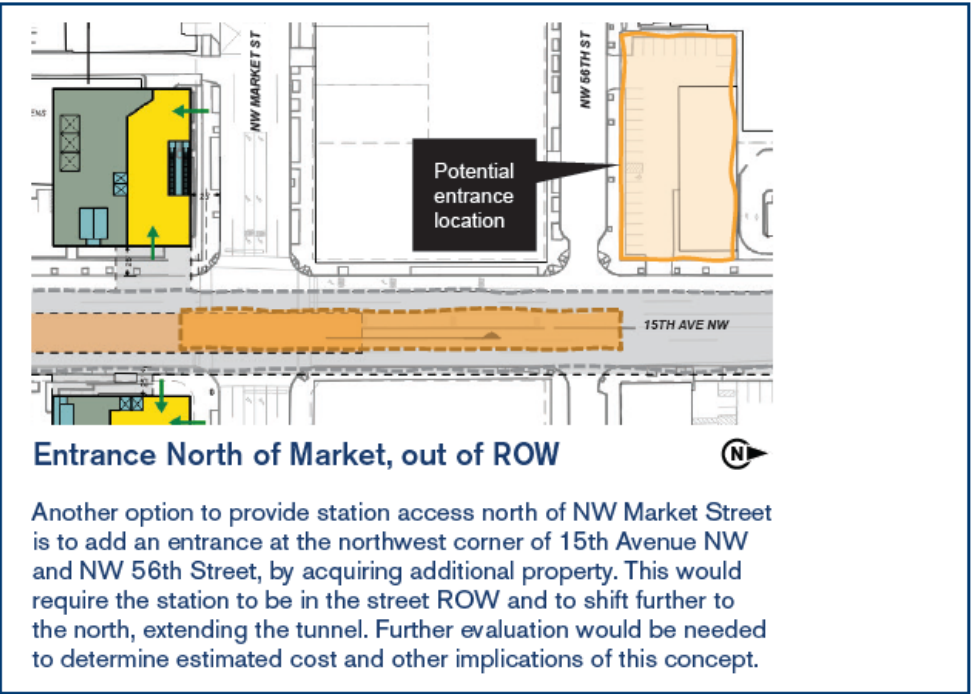 NW MARKET ST
NW 56TH ST
ENS
Potential
entrance
location
15TH AVE NW
Entrance North of Market, out of ROW
N
Another option to provide station access north of NW Market Street
is to add an entrance at the northwest corner of 15th Avenue NW
and NW 56th Street, by acquiring additional property. This would
require the station to be in the street ROW and to shift further to
the north, extending the tunnel. Further evaluation would be needed
to determine estimated cost and other implications of this concept.